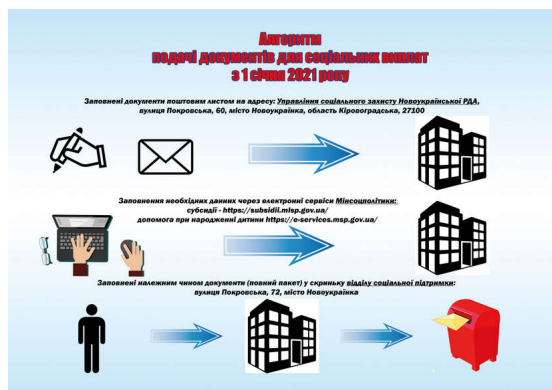 Алгоритм
подачі документів для соціальних виплат
з 1 січня 2021 року
Заповнені документи поштовим листом на адресу: Управління соціального захисту Новоукраїнської РДА,
вулиця Покровська, 60, місто Новоукраїнка, область Кіровоградська, 27100
Заповнення необхідних данних через електронні сервіси Мінсоцполітики:
субсидії - https://subsidii.mlsp.gov.ua/
допомога при народженні дитини https://e-services.msp.gov.ua/
Заповнені належним чином документи (повний пакет) у скриньку відділу соціальної підтримки:
вулиця Покровська, 72, місто Новоукраїнка